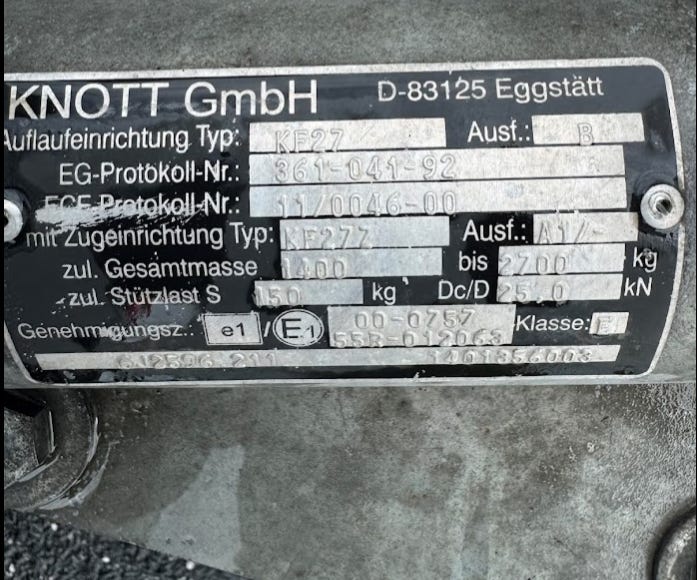 KNOTT GmbH D-83125 Eggstätt
Auflaufeinrichtung Typ: KF27 Ausf.: B
EG-Protokoll-Nr.: 361-041-92
ECE-Protokoll-Nr.: 11/0046-00
mit Zugeinrichtung Typ: KF27Z Ausf.: A1/-
zul. Gesamtmasse 1400 bis 2700 kg
zul. Stützlast S 150 kg Dc/D 25.0 kN
Genehmigungsz.: e1 / E1 00-0757 Klasse:
55R-012063
1401356003